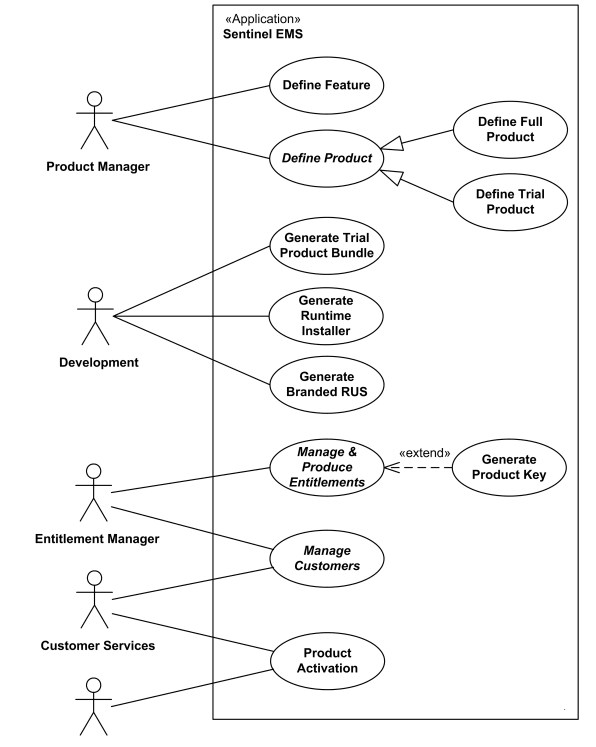 «Application»
Sentinel EMS
Define Feature
Define Full
Product
Define Product
Product Manager
Define Trial
Product
Generate Trial
Product Bundle
Generate
Runtime
Installer
Development
Generate
Branded RUS
Manage &
Produce
Entitlements
«extend»
Generate
Product Key
Entitlement Manager
Manage
Customers
Customer Services
Product
Activation